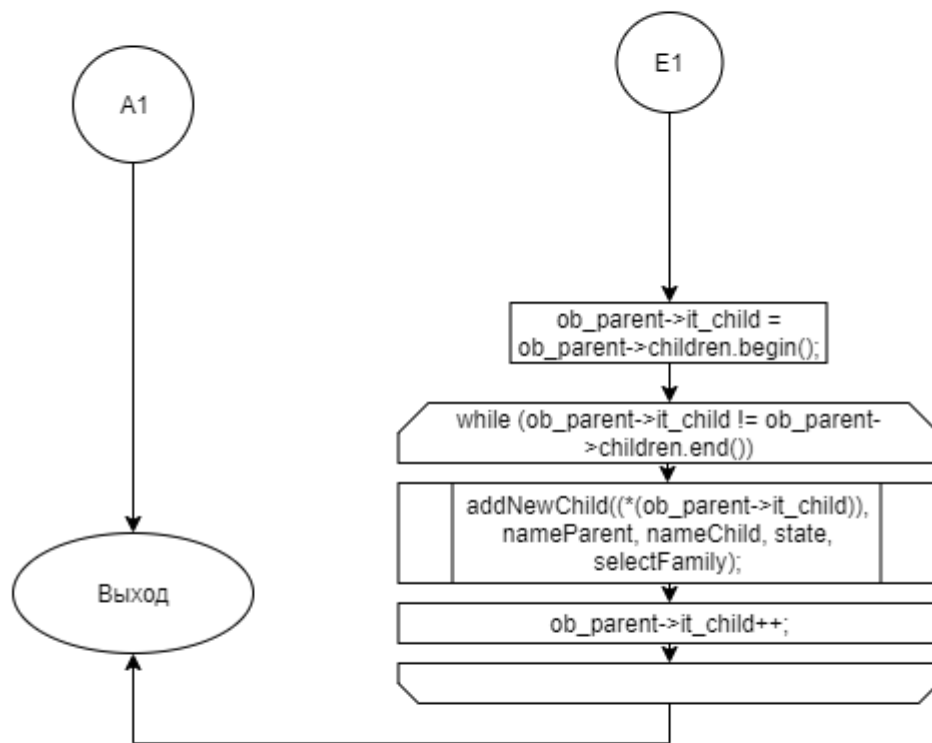 A1
E1
ob_parent->it_child =
ob_parent->children.begin();
while (ob_parent->it_child != ob_parent-
>children.end())
addNewChild((*(ob_parent->it_child)),
nameParent, nameChild, state,
selectFamily);
Выход
ob_parent->it_child++;